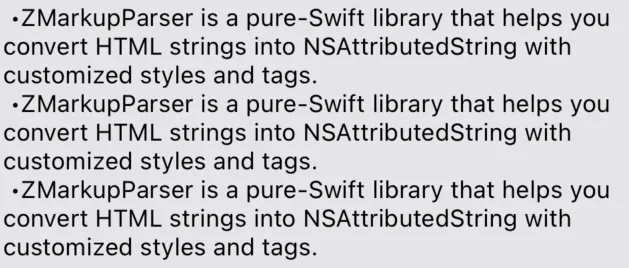 •ZMarkupParser is a pure-Swift library that helps you
convert HTML strings into NSAttributedString with
customized styles and tags.
•ZMarkupParser is a pure-Swift library that helps you
convert HTML strings into NSAttributedString with
customized styles and tags.
•ZMarkupParser is a pure-Swift library that helps you
convert HTML strings into NSAttributedString with
customized styles and tags.